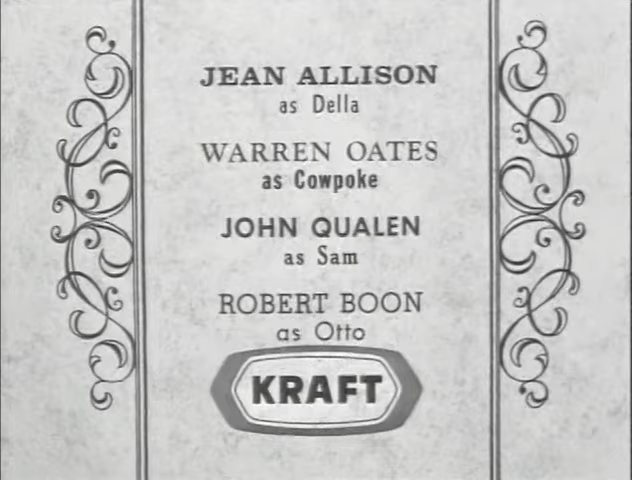 JEAN ALLISON
as Della
WARREN OATES
as Cowpoke
JOHN QUALEN
as Sam
ROBERT BOON
as Otto
KRAFT